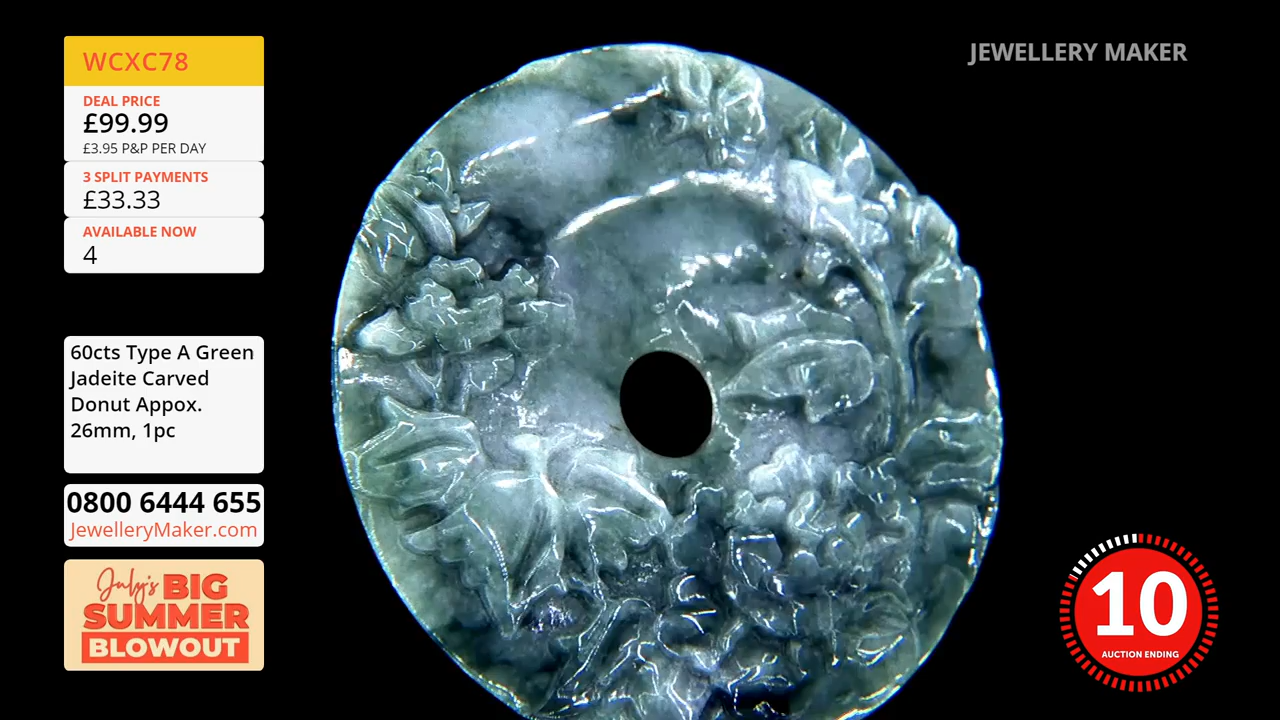 WCXC78
DEAL PRICE
£99.99
£3.95 P&P PER DAY
3 SPLIT PAYMENTS
£33.33
AVAILABLE NOW
4
60cts Type A Green
Jadeite Carved
Donut Appox.
26mm, 1pc
0800 6444 655
JewelleryMaker.com
July's BIG
SUMMER
BLOWOUT
JEWELLERY MAKER
10
AUCTION ENDING